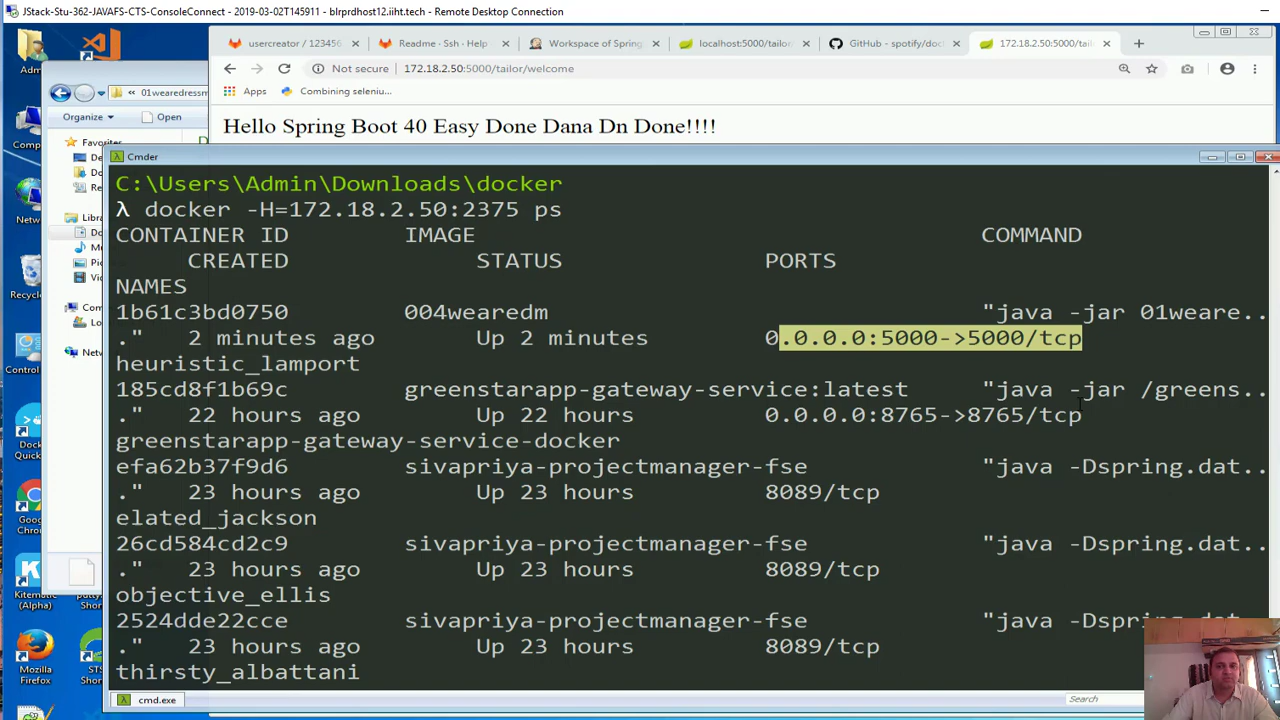 JStack-Stu-362-JAVAFS-CTS-ConsoleConnect - 2019-03-02T145911 - blrprdhost12.iiht.tech - Remote Desktop Connection
usercreator / 123456
Readme · Ssh · Help
Workspace of Spring
localhost:5000/tailor
GitHub - spotify/doc
172.18.2.50:5000/tail
01wearedressm
Not secure
172.18.2.50:5000/tailor/welcome
Organize
Open
Apps
Combining seleniu...
Favorites
Hello Spring Boot 40 Easy Done Dana Dn Done!!!!
Cmder
C:\Users\Admin\Downloads\docker
λ docker -H=172.18.2.50:2375 ps
CONTAINER ID IMAGE COMMAND
CREATED STATUS PORTS
NAMES
1b61c3bd0750 004wearedm "java -jar 01weare..
." 2 minutes ago Up 2 minutes 0.0.0.0:5000->5000/tcp
heuristic_lamport
185cd8f1b69c greenstarapp-gateway-service:latest "java -jar /greens..
." 22 hours ago Up 22 hours 0.0.0.0:8765->8765/tcp
greenstarapp-gateway-service-docker
efa62b37f9d6 sivapriya-projectmanager-fse "java -Dspring.dat..
." 23 hours ago Up 23 hours 8089/tcp
elated_jackson
26cd584cd2c9 sivapriya-projectmanager-fse "java -Dspring.dat..
." 23 hours ago Up 23 hours 8089/tcp
objective_ellis
2524dde22cce sivapriya-projectmanager-fse "java -Dspring.dat..
." 23 hours ago Up 23 hours 8089/tcp
thirsty_albattani
Kitematic
(Alpha)
Mozilla
Firefox
cmd.exe
Search